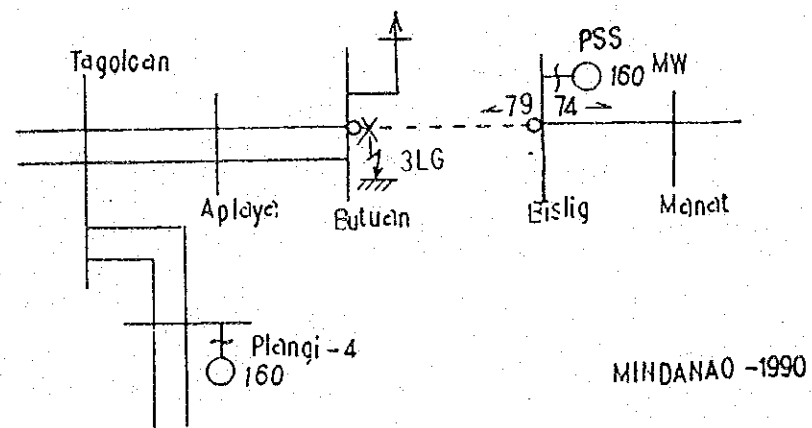 PSS
160 MW
Tagoloan
79 74
3LG
Aplaya
Butuan
Bislig
Manat
Plangi-4
160
MINDANAO -1990